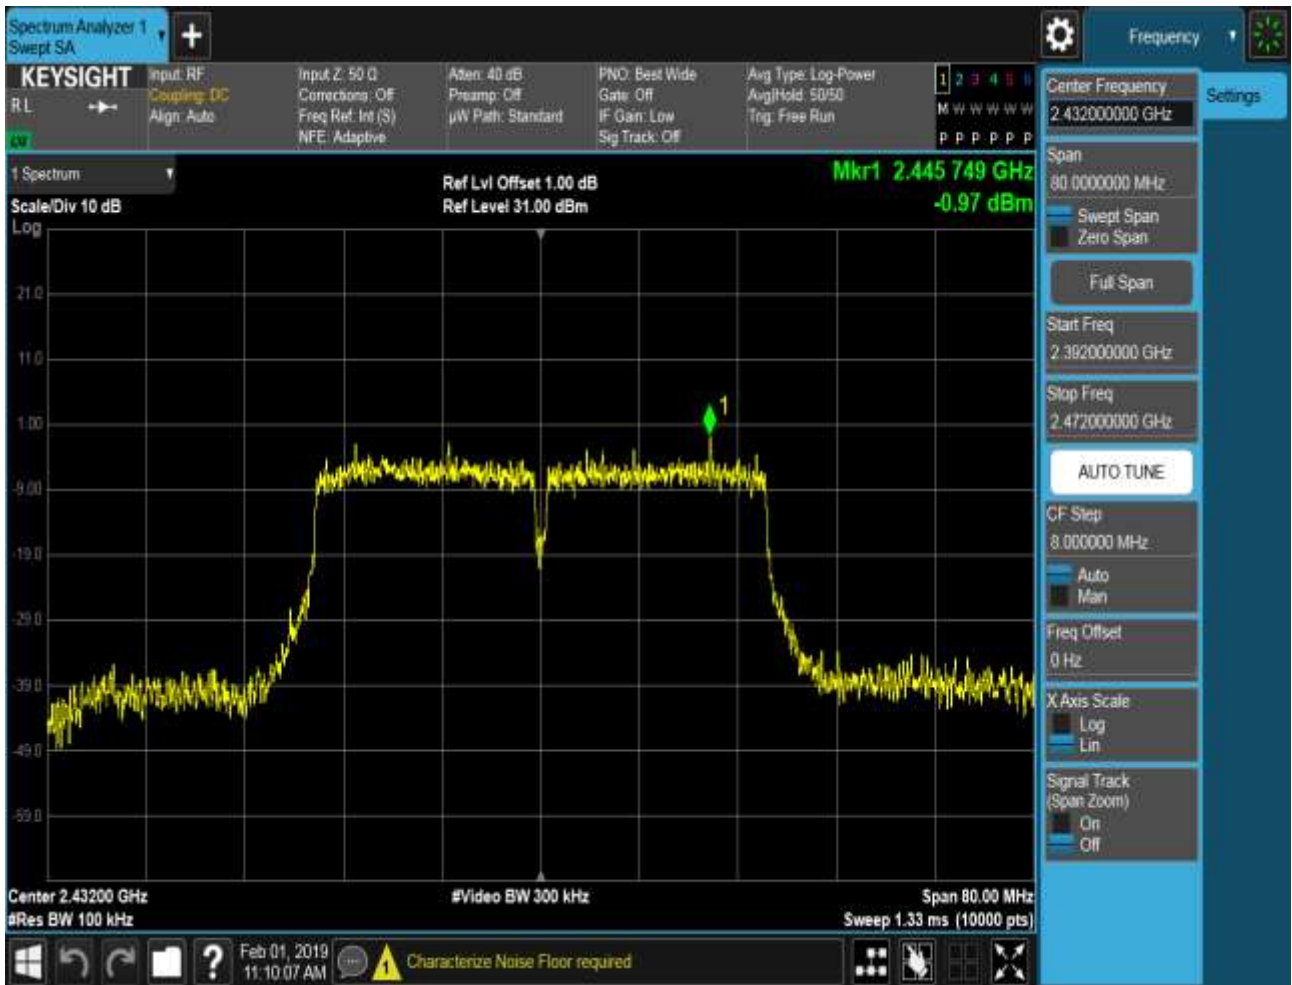 Spectrum Analyzer 1
Swept SA
+
Frequency
KEYSIGHT
R L
Input: RF
Coupling: DC
Align: Auto
Input Z: 50 Ω
Corrections: Off
Freq Ref: Int (S)
NFE: Adaptive
Atten: 40 dB
Preamp: Off
µW Path: Standard
PNO: Best Wide
Gate: Off
IF Gain: Low
Sig Track: Off
Avg Type: Log-Power
Avg|Hold: 50/50
Trig: Free Run
1 2 3 4 5 6
M W W W W W
P P P P P P
1 Spectrum
Scale/Div 10 dB
Log
Ref Lvl Offset 1.00 dB
Ref Level 31.00 dBm
Mkr1 2.445 749 GHz
-0.97 dBm
21.0
11.0
1.00
-9.00
-19.0
-29.0
-39.0
-49.0
-59.0
1
Center 2.43200 GHz
#Res BW 100 kHz
#Video BW 300 kHz
Span 80.00 MHz
Sweep 1.33 ms (10000 pts)
Center Frequency
2.432000000 GHz
Settings
Span
80.0000000 MHz
Swept Span
Zero Span
Full Span
Start Freq
2.392000000 GHz
Stop Freq
2.472000000 GHz
AUTO TUNE
CF Step
8.000000 MHz
Auto
Man
Freq Offset
0 Hz
X Axis Scale
Log
Lin
Signal Track
(Span Zoom)
On
Off
?
Feb 01, 2019
11:10:07 AM
1
Characterize Noise Floor required